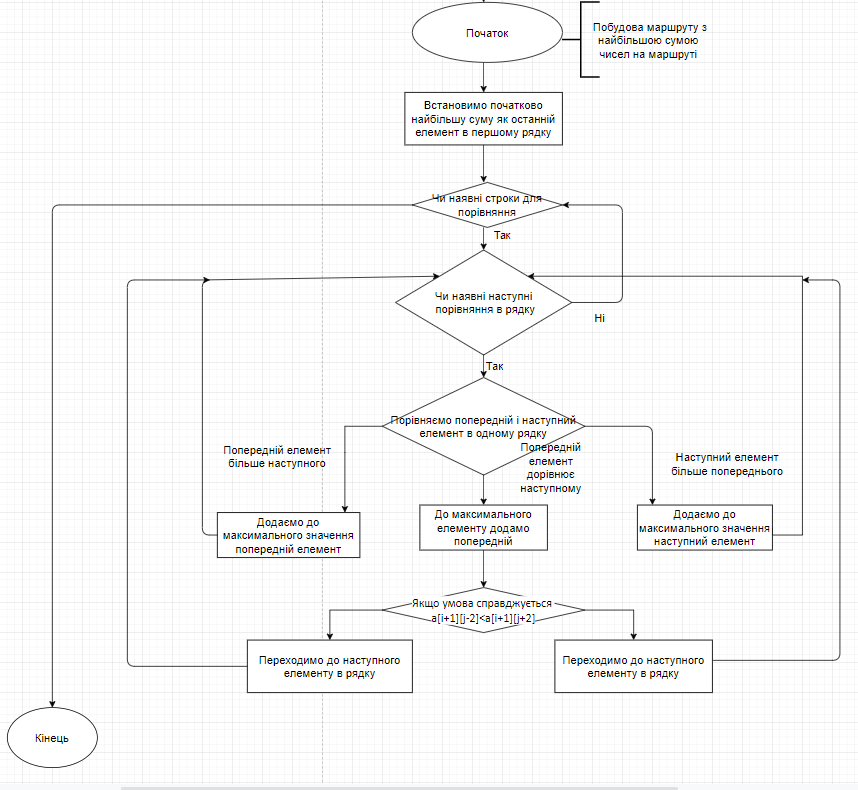 Початок
Побудова маршруту з
найбільшою сумою
чисел на маршруті
Встановимо початково
найбільшу суму як останній
елемент в першому рядку
Чи наявні строки для
порівняння
Так
Чи наявні наступні
порівняння в рядку
Ні
Так
Порівняємо попередній і наступний
елемент в одному рядку
Попередній елемент
більше наступного
Попередній
елемент
дорівнює
наступному
Наступний елемент
більше попереднього
Додаємо до
максимального значення
попередній елемент
До максимального
елементу додамо
попередній
Додаємо до
максимального значення
наступний елемент
Якщо умова справджується
a[i+1][j-2]<a[i+1][j+2]
Переходимо до наступного
елементу в рядку
Переходимо до наступного
елементу в рядку
Кінець